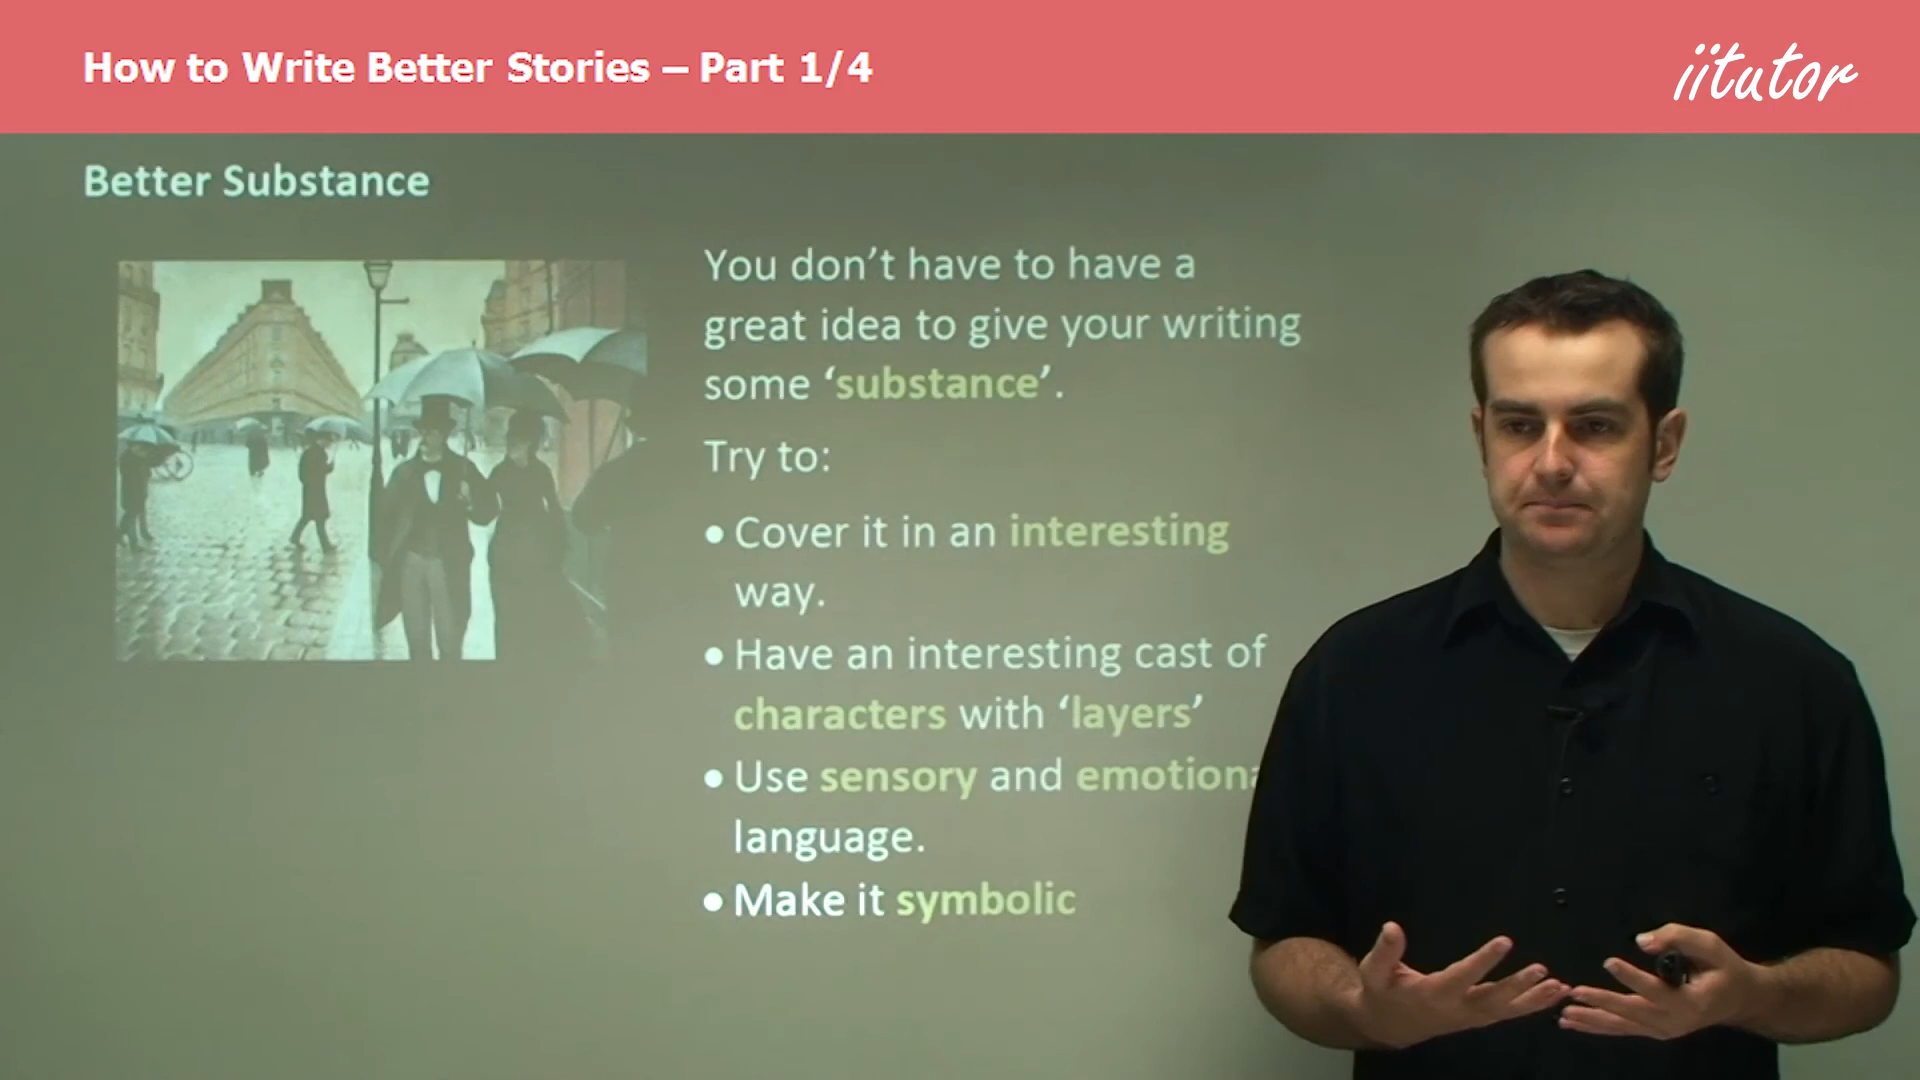 How to Write Better Stories – Part 1/4
iitutor
Better Substance
You don't have to have a
great idea to give your writing
some 'substance'.
Try to:
• Cover it in an interesting
way.
• Have an interesting cast of
characters with 'layers'
• Use sensory and
language.
• Make it symbolic